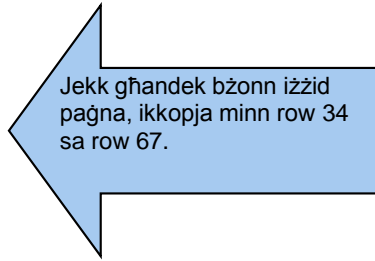 Jekk għandek bżonn iżżid
paġna, ikkopja minn row 34
sa row 67.